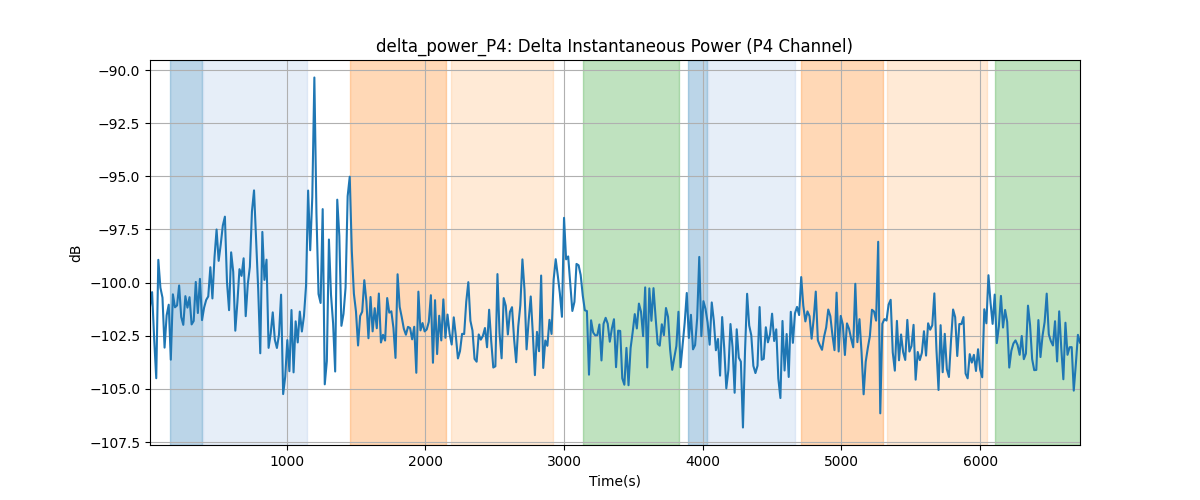 delta_power_P4: Delta Instantaneous Power (P4 Channel)
−90.0
−92.5
−95.0
−97.5
−100.0
−102.5
−105.0
−107.5
dB
1000 2000 3000 4000 5000 6000
Time(s)